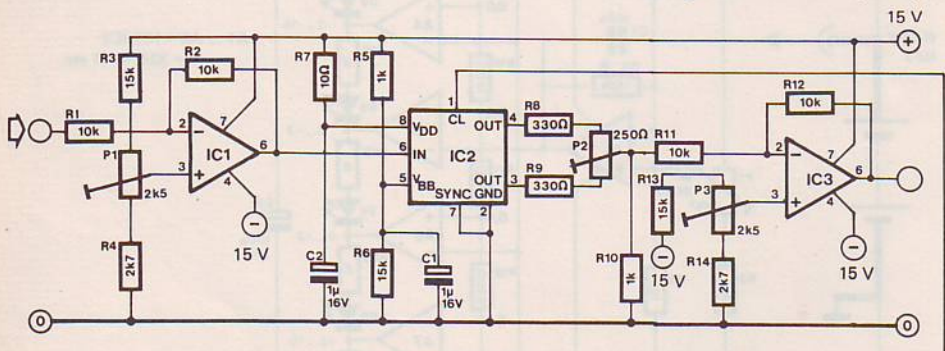 15 V
+
R3
15k
R2
10k
R7
10Ω
R5
1k
R1
10k
2
−
7
IC1
6
3
+
4
P1
2k5
−
15 V
R4
2k7
1
CL
8
VDD
OUT
4
6
IN
IC2
5
VBB
OUT
3
SYNC
GND
7
2
R8
330Ω
R9
330Ω
250Ω
P2
R11
10k
R12
10k
2
−
7
IC3
6
3
+
4
R13
15k
P3
2k5
−
15 V
−
15 V
C2
1µ
16V
R6
15k
C1
1µ
16V
R10
1k
R14
2k7
0
0